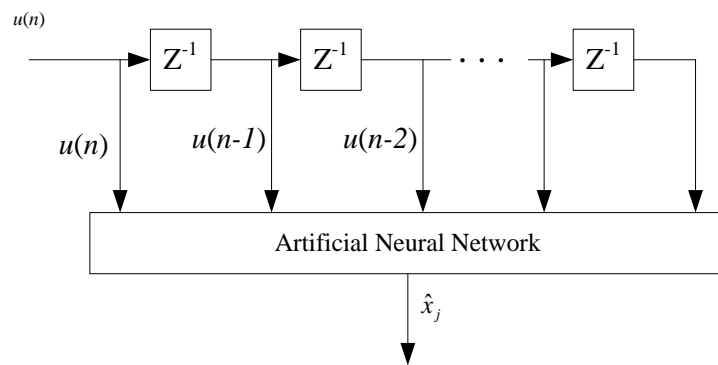 u(n)
Z⁻¹ Z⁻¹ . . . Z⁻¹
u(n) u(n-1) u(n-2)
Artificial Neural Network
x̂ⱼ